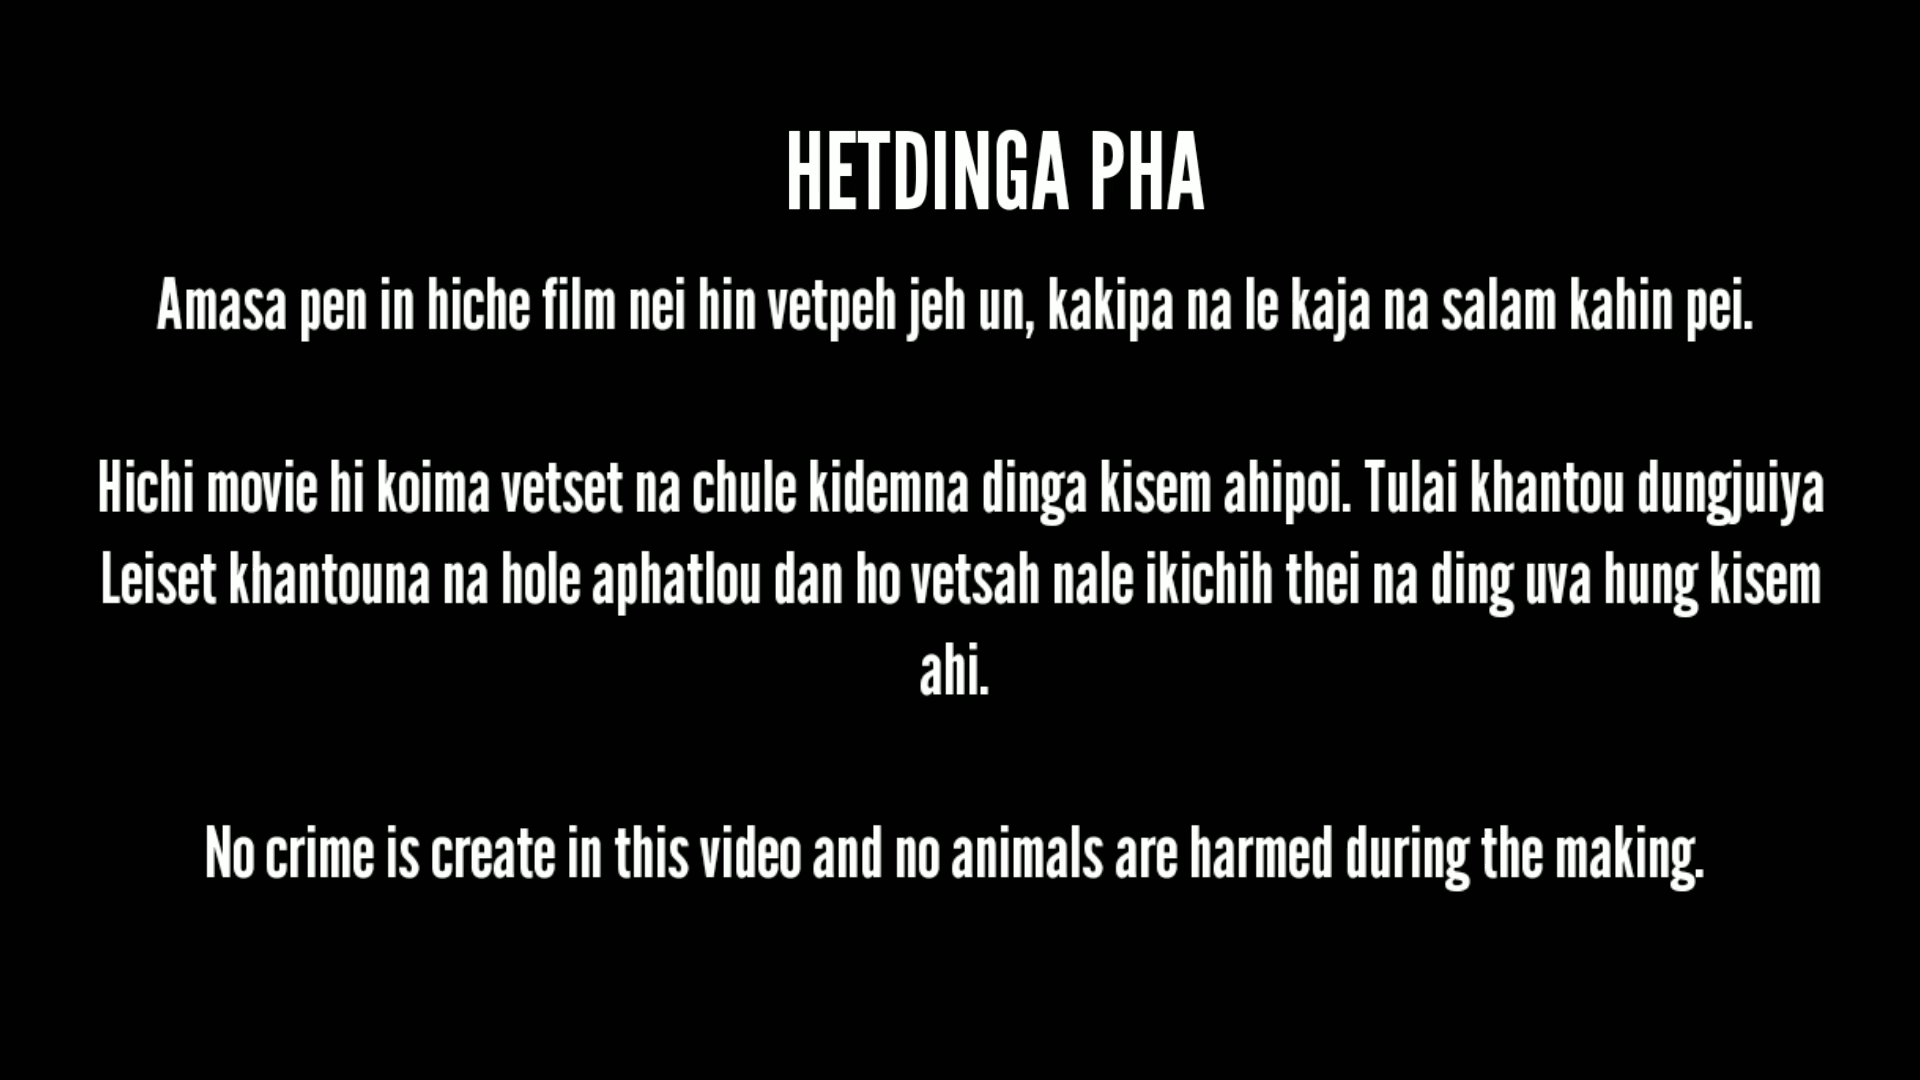 HETDINGA PHA
Amasa pen in hiche film nei hin vetpeh jeh un, kakipa na le kaja na salam kahin pei.
Hichi movie hi koima vetset na chule kidemna dinga kisem ahipoi. Tulai khantou dungjuiya
Leiset khantouna na hole aphatlou dan ho vetsah nale ikichih thei na ding uva hung kisem
ahi.
No crime is create in this video and no animals are harmed during the making.